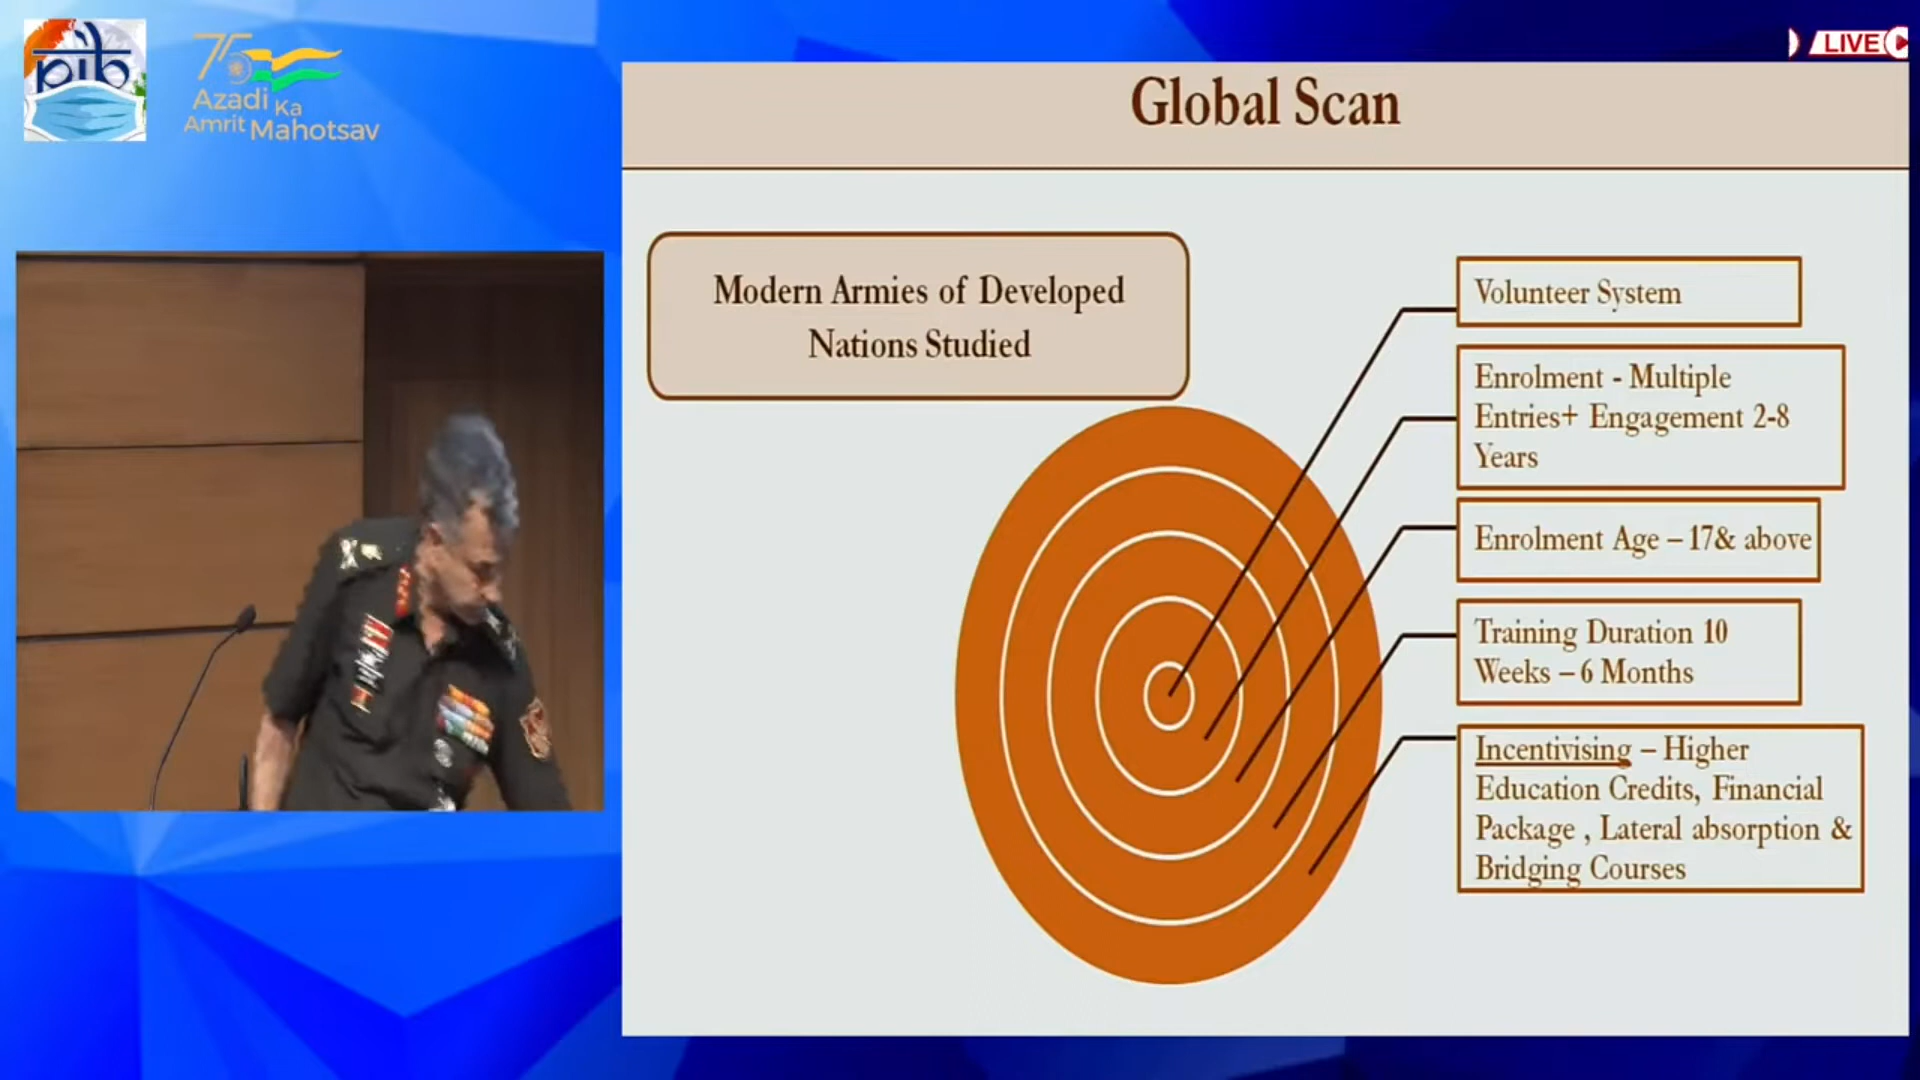 pib
75
Azadi Ka
Amrit Mahotsav
LIVE
Global Scan
Modern Armies of Developed
Nations Studied
Volunteer System
Enrolment - Multiple
Entries+ Engagement 2-8
Years
Enrolment Age – 17& above
Training Duration 10
Weeks – 6 Months
Incentivising – Higher
Education Credits, Financial
Package , Lateral absorption &
Bridging Courses